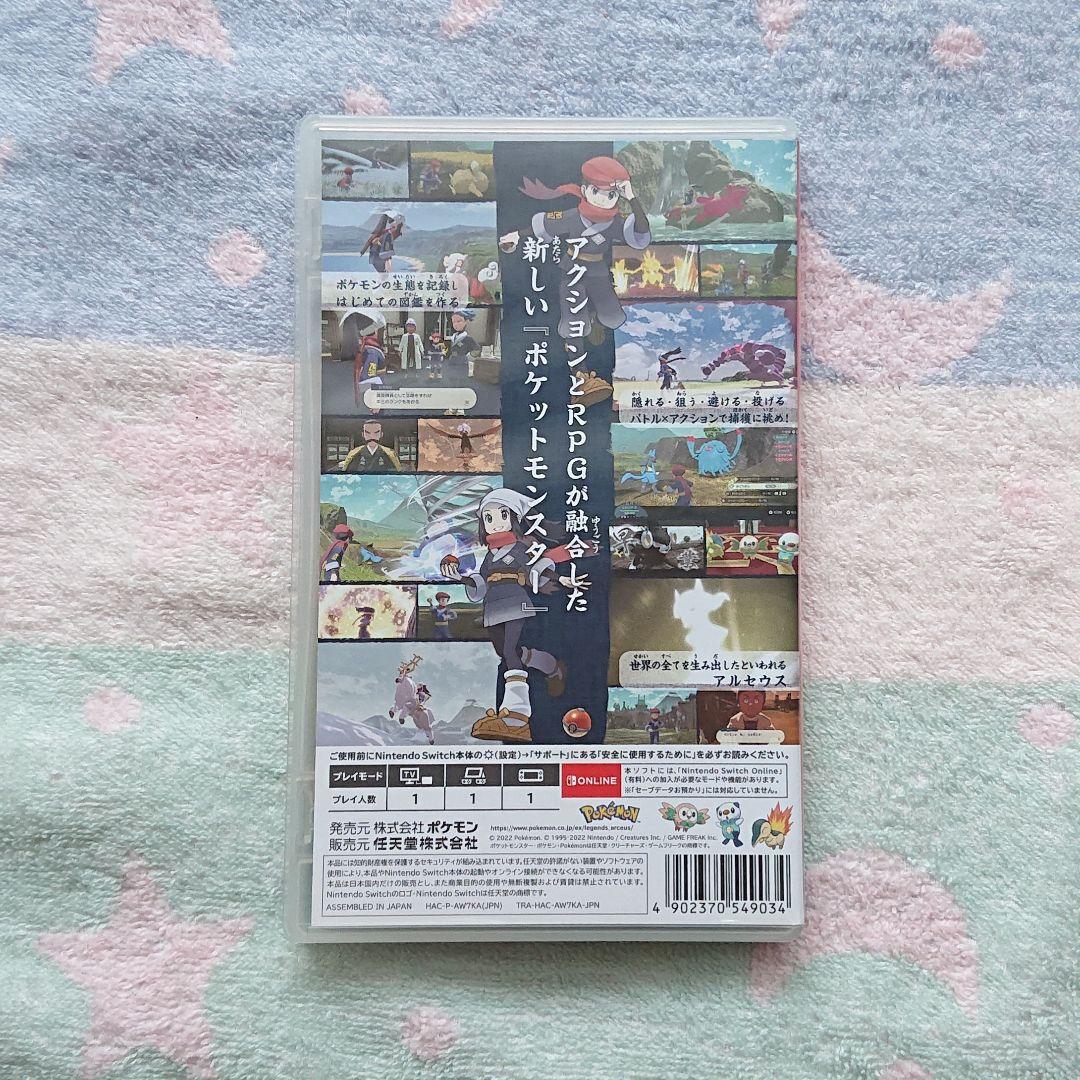 アクションとRPGが融合した
新しい『ポケットモンスター』
ポケモンの生態を記録し
はじめての図鑑を作る
隠れる・狙う・避ける・投げる
バトル×アクションで捕獲に挑め！
世界の全てを生み出したといわれる
アルセウス
ご使用前にNintendo Switch本体の(設定)→「サポート」にある「安全に使用するために」を必ずお読みください。
プレイモード TV
プレイ人数 1 1 1
ONLINE
本ソフトには、「Nintendo Switch Online」
(有料)への加入が必要なモードや機能があります。
※「セーブデータお預かり」には対応していません。
発売元 株式会社 ポケモン
販売元 任天堂株式会社
POKéMON
https://www.pokemon.co.jp/ex/legends_arceus/
© 2022 Pokémon. © 1995-2022 Nintendo / Creatures Inc. / GAME FREAK inc.
ポケットモンスター・ポケモン・Pokémonは任天堂・クリーチャーズ・ゲームフリークの商標です。
本品には知的財産権を保護するセキュリティが組み込まれています。任天堂の許諾がない装置やソフトウェアの
使用により、本品やNintendo Switch本体の起動やオンライン接続ができなくなる可能性があります。
本品は日本国内だけの販売とし、また商業目的の使用や無断複製および賃貸は禁止されています。
Nintendo Switchのロゴ・Nintendo Switchは任天堂の商標です。
ASSEMBLED IN JAPAN HAC-P-AW7KA(JPN) TRA-HAC-AW7KA-JPN
4 902370 549034